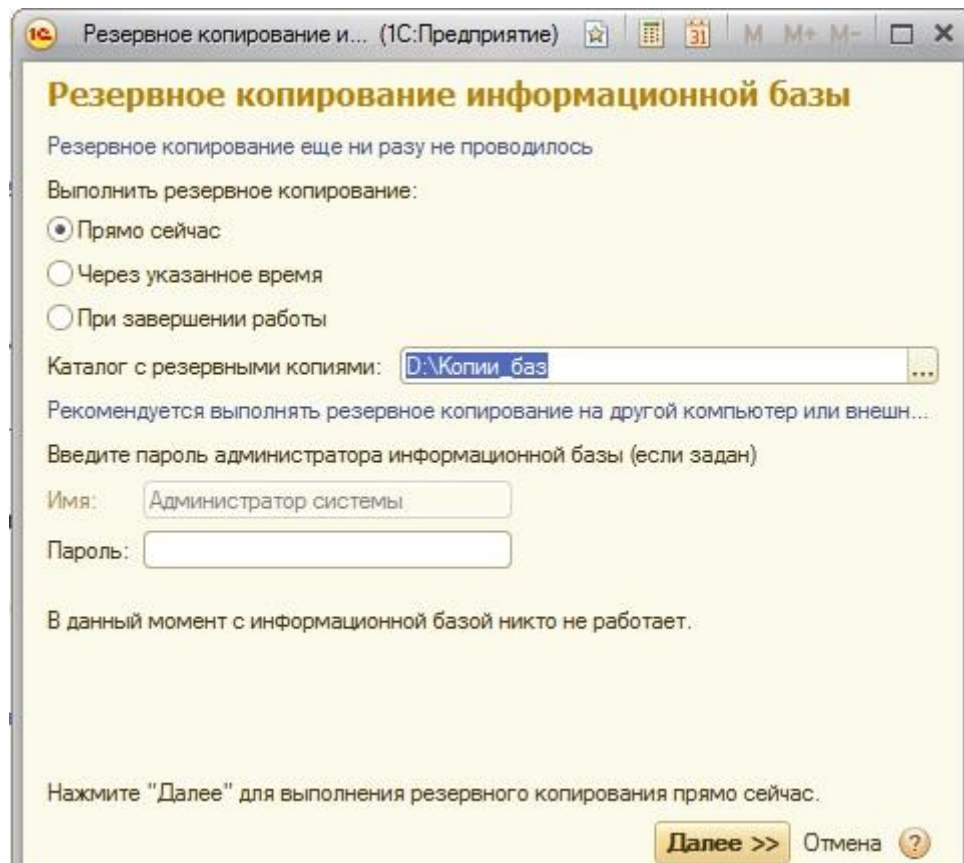 1С Резервное копирование и... (1С:Предприятие) 31 M M+ M-
Резервное копирование информационной базы
Резервное копирование еще ни разу не проводилось
Выполнить резервное копирование:
Прямо сейчас
Через указанное время
При завершении работы
Каталог с резервными копиями: D:\Копии_баз ...
Рекомендуется выполнять резервное копирование на другой компьютер или внешн...
Введите пароль администратора информационной базы (если задан)
Имя: Администратор системы
Пароль:
В данный момент с информационной базой никто не работает.
Нажмите "Далее" для выполнения резервного копирования прямо сейчас.
Далее >> Отмена ?